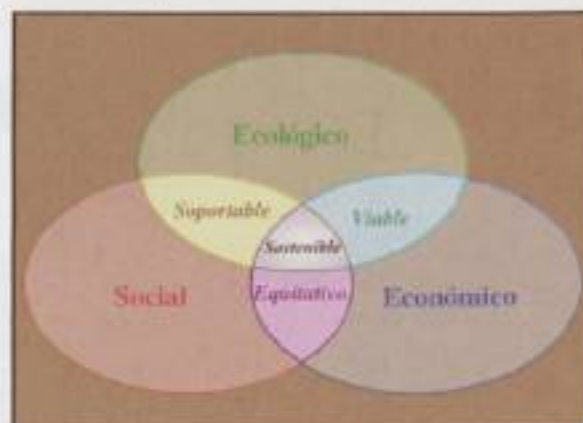 Ecológico
Soportable
Viable
Sostenible
Social
Equitativo
Económico